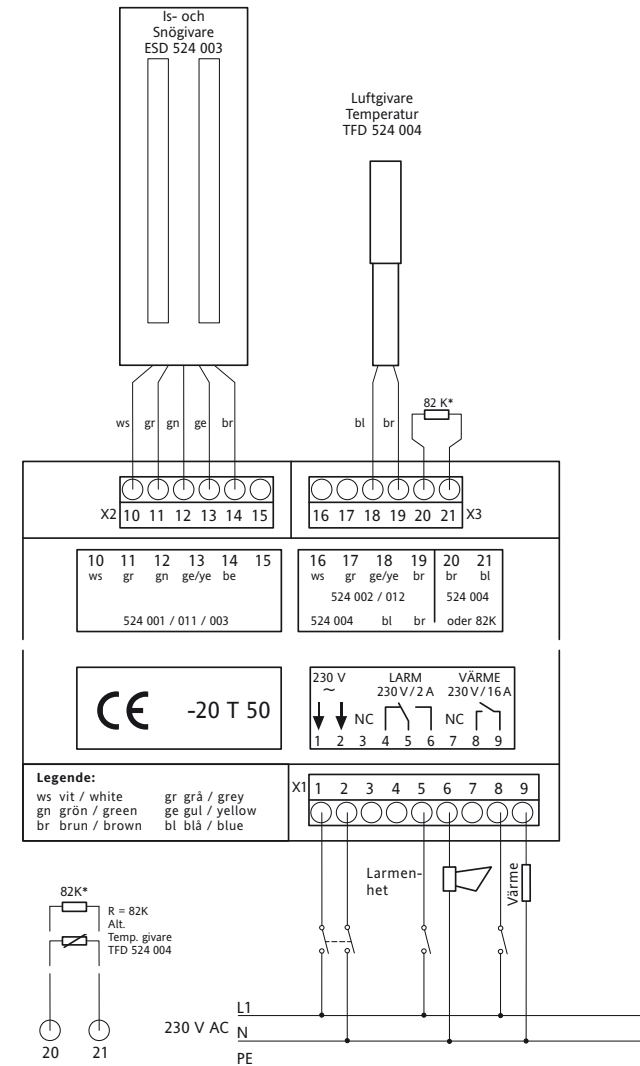 Is- och
Snögivare
ESD 524 003
Luftgivare
Temperatur
TFD 524 004
ws gr gn ge br
bl br
82 K*
X2 10 11 12 13 14 15
16 17 18 19 20 21 X3
10 11 12 13 14 15
ws gr gn ge/ye be
524 001 / 011 / 003
16 17 18 19 20 21
ws gr ge/ye br br bl
524 002 / 012 524 004
524 004 bl br oder 82K
CE -20 T 50
230 V LARM VÄRME
~ 230 V/2 A 230 V/16 A
NC NC
1 2 3 4 5 6 7 8 9
Legende:
ws vit / white gr grå / grey
gn grön / green ge gul / yellow
br brun / brown bl blå / blue
X1 1 2 3 4 5 6 7 8 9
Larmen-
het
Värme
82K*
R = 82K
Alt.
Temp. givare
TFD 524 004
20 21
L1
230 V AC N
PE